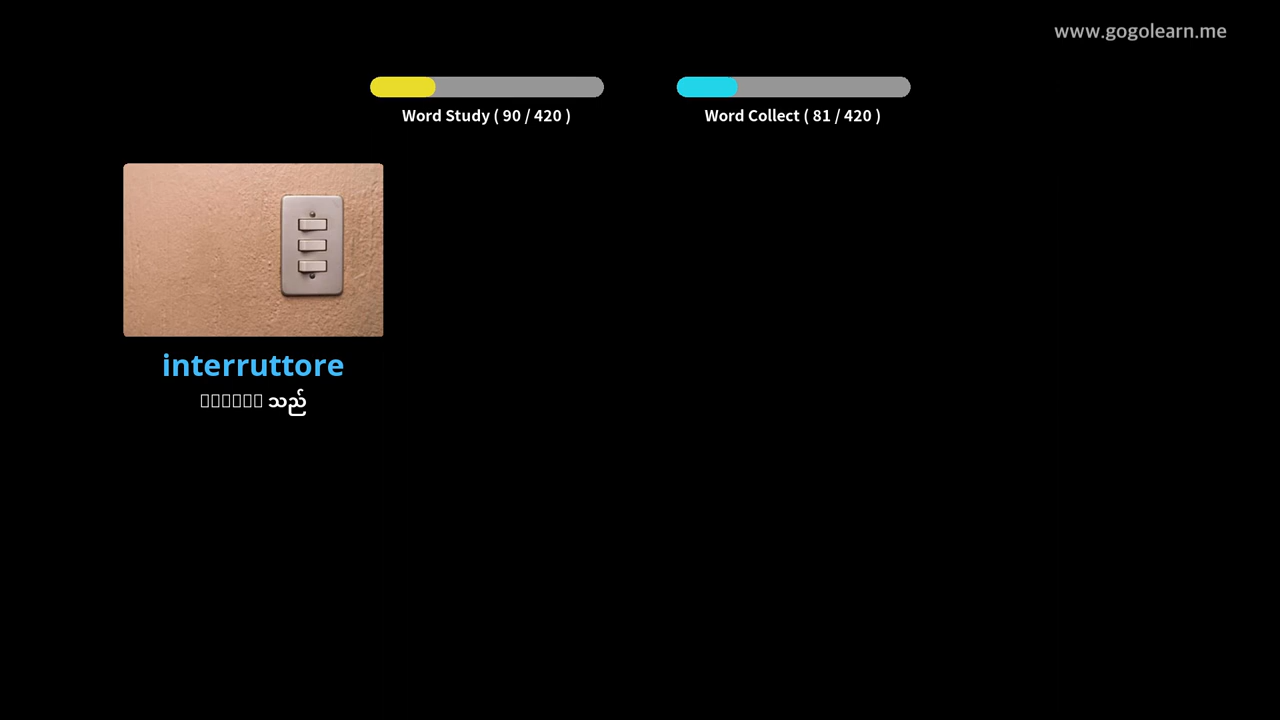 www.gogolearn.me
Word Study ( 90 / 420 )
Word Collect ( 81 / 420 )
interruttore
သည်